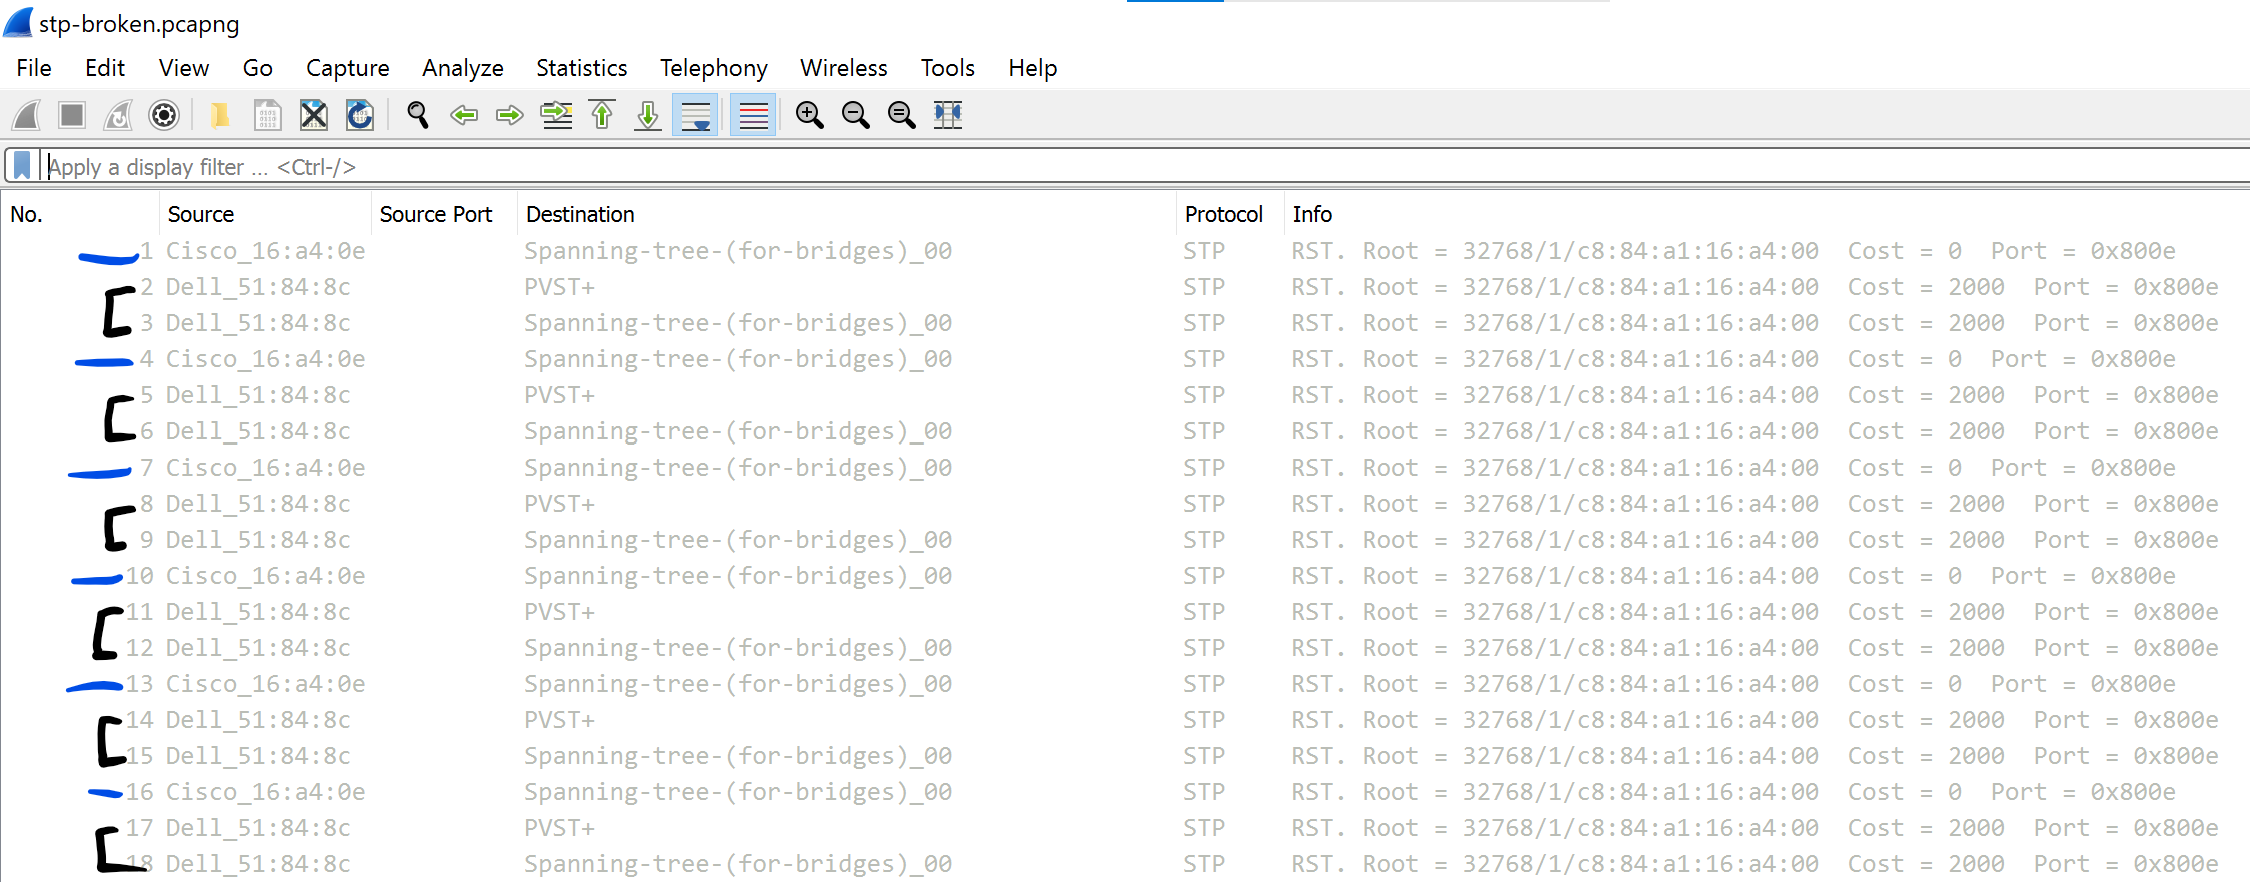 stp-broken.pcapng
File Edit View Go Capture Analyze Statistics Telephony Wireless Tools Help
Apply a display filter ... <Ctrl-/>
No. Source Source Port Destination Protocol Info
1 Cisco_16:a4:0e Spanning-tree-(for-bridges)_00 STP RST. Root = 32768/1/c8:84:a1:16:a4:00 Cost = 0 Port = 0x800e
2 Dell_51:84:8c PVST+ STP RST. Root = 32768/1/c8:84:a1:16:a4:00 Cost = 2000 Port = 0x800e
3 Dell_51:84:8c Spanning-tree-(for-bridges)_00 STP RST. Root = 32768/1/c8:84:a1:16:a4:00 Cost = 2000 Port = 0x800e
4 Cisco_16:a4:0e Spanning-tree-(for-bridges)_00 STP RST. Root = 32768/1/c8:84:a1:16:a4:00 Cost = 0 Port = 0x800e
5 Dell_51:84:8c PVST+ STP RST. Root = 32768/1/c8:84:a1:16:a4:00 Cost = 2000 Port = 0x800e
6 Dell_51:84:8c Spanning-tree-(for-bridges)_00 STP RST. Root = 32768/1/c8:84:a1:16:a4:00 Cost = 2000 Port = 0x800e
7 Cisco_16:a4:0e Spanning-tree-(for-bridges)_00 STP RST. Root = 32768/1/c8:84:a1:16:a4:00 Cost = 0 Port = 0x800e
8 Dell_51:84:8c PVST+ STP RST. Root = 32768/1/c8:84:a1:16:a4:00 Cost = 2000 Port = 0x800e
9 Dell_51:84:8c Spanning-tree-(for-bridges)_00 STP RST. Root = 32768/1/c8:84:a1:16:a4:00 Cost = 2000 Port = 0x800e
10 Cisco_16:a4:0e Spanning-tree-(for-bridges)_00 STP RST. Root = 32768/1/c8:84:a1:16:a4:00 Cost = 0 Port = 0x800e
11 Dell_51:84:8c PVST+ STP RST. Root = 32768/1/c8:84:a1:16:a4:00 Cost = 2000 Port = 0x800e
12 Dell_51:84:8c Spanning-tree-(for-bridges)_00 STP RST. Root = 32768/1/c8:84:a1:16:a4:00 Cost = 2000 Port = 0x800e
13 Cisco_16:a4:0e Spanning-tree-(for-bridges)_00 STP RST. Root = 32768/1/c8:84:a1:16:a4:00 Cost = 0 Port = 0x800e
14 Dell_51:84:8c PVST+ STP RST. Root = 32768/1/c8:84:a1:16:a4:00 Cost = 2000 Port = 0x800e
15 Dell_51:84:8c Spanning-tree-(for-bridges)_00 STP RST. Root = 32768/1/c8:84:a1:16:a4:00 Cost = 2000 Port = 0x800e
16 Cisco_16:a4:0e Spanning-tree-(for-bridges)_00 STP RST. Root = 32768/1/c8:84:a1:16:a4:00 Cost = 0 Port = 0x800e
17 Dell_51:84:8c PVST+ STP RST. Root = 32768/1/c8:84:a1:16:a4:00 Cost = 2000 Port = 0x800e
18 Dell_51:84:8c Spanning-tree-(for-bridges)_00 STP RST. Root = 32768/1/c8:84:a1:16:a4:00 Cost = 2000 Port = 0x800e